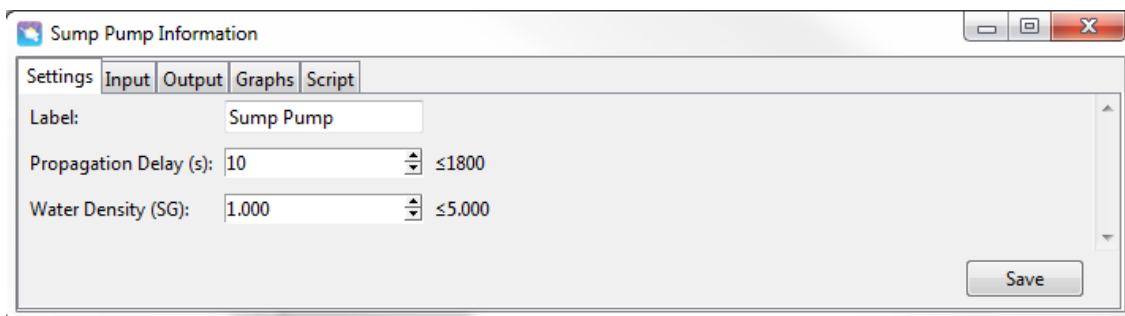 Sump Pump Information
Settings Input Output Graphs Script
Label: Sump Pump
Propagation Delay (s): 10 ≤1800
Water Density (SG): 1.000 ≤5.000
Save